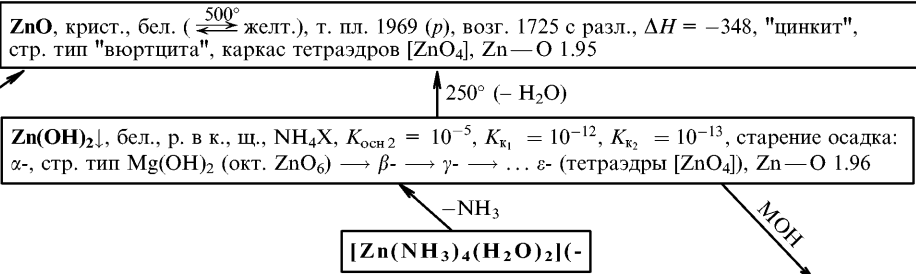 ZnO, крист., бел. (⇌ 500° желт.), т. пл. 1969 (p), возг. 1725 с разл., ΔH = −348, "цинкит",
стр. тип "вюртцита", каркас тетраэдров [ZnO₄], Zn—O 1.95
250° (− H₂O)
Zn(OH)₂↓, бел., р. в к., щ., NH₄X, Kосн 2 = 10⁻⁵, Kк₁ = 10⁻¹², Kк₂ = 10⁻¹³, старение осадка:
α-, стр. тип Mg(OH)₂ (окт. ZnO₆) → β- → γ- → ... ε- (тетраэдры [ZnO₄]), Zn—O 1.96
−NH₃
MOH
[Zn(NH₃)₄(H₂O)₂](-